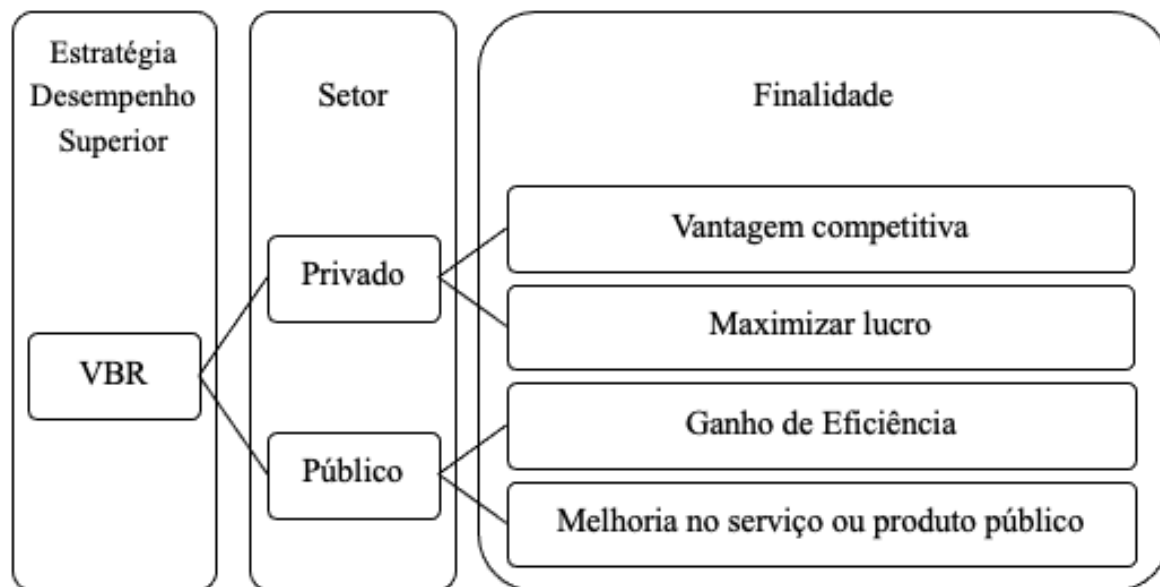 Estratégia
Desempenho
Superior
Setor
Finalidade
VBR
Privado
Público
Vantagem competitiva
Maximizar lucro
Ganho de Eficiência
Melhoria no serviço ou produto público